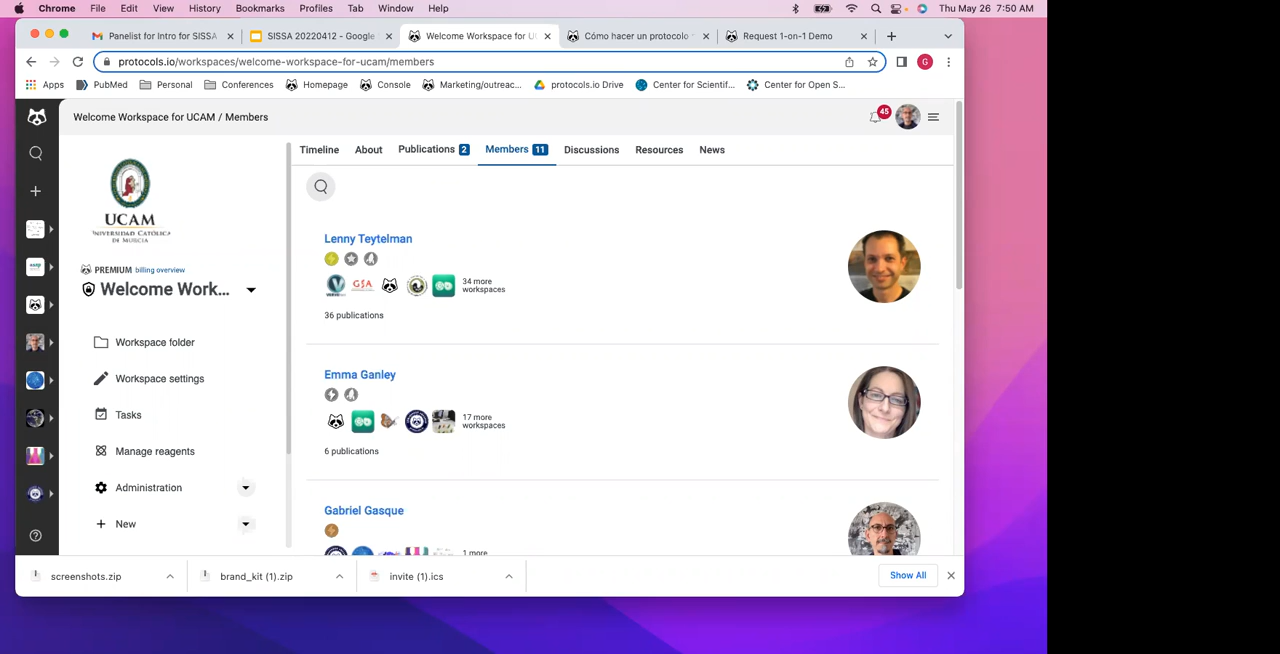 Chrome File Edit View History Bookmarks Profiles Tab Window Help Thu May 26 7:50 AM
Panelist for Intro for SISSA SISSA 20220412 - Google Welcome Workspace for U Cómo hacer un protocolo Request 1-on-1 Demo
protocols.io/workspaces/welcome-workspace-for-ucam/members G
Apps PubMed Personal Conferences Homepage Console Marketing/outreac... protocols.io Drive Center for Scientif... Center for Open S...
Welcome Workspace for UCAM / Members 45
Timeline About Publications 2 Members 11 Discussions Resources News
UCAM
UNIVERSIDAD CATÓLICA
DE MURCIA
PREMIUM billing overview
Welcome Work...
Workspace folder
Workspace settings
Tasks
Manage reagents
Administration
New
Lenny Teytelman
GSA
34 more
workspaces
36 publications
Emma Ganley
17 more
workspaces
6 publications
Gabriel Gasque
1 more
screenshots.zip brand_kit (1).zip invite (1).ics Show All